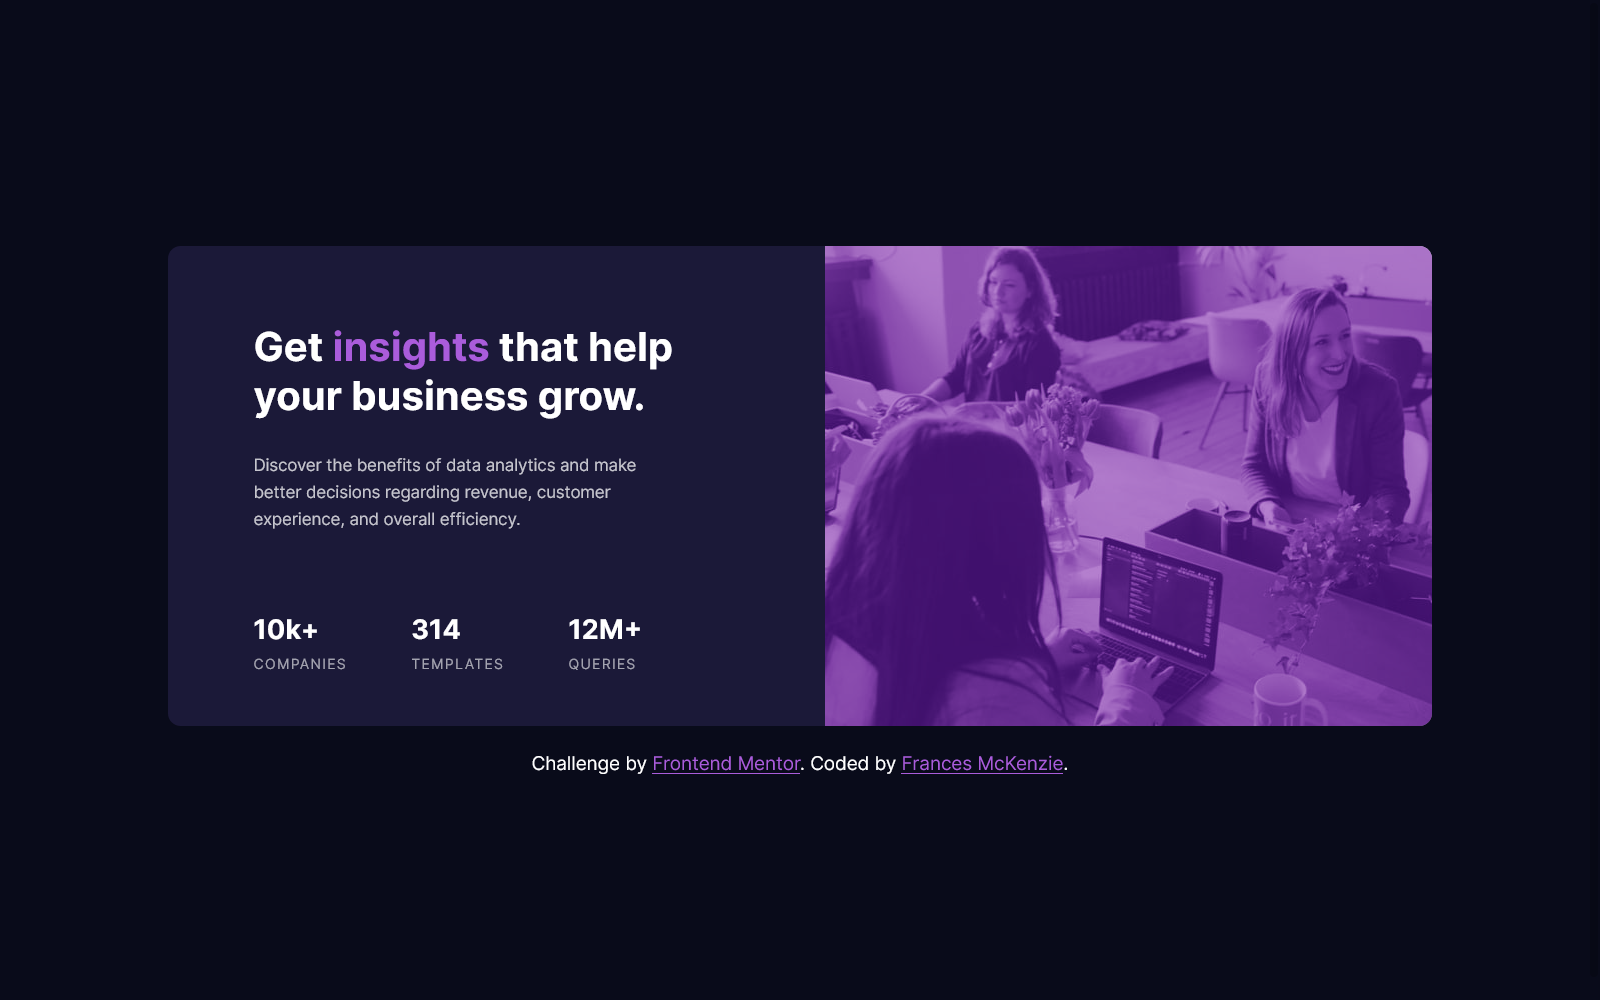 Get insights that help
your business grow.
Discover the benefits of data analytics and make
better decisions regarding revenue, customer
experience, and overall efficiency.
10k+
COMPANIES
314
TEMPLATES
12M+
QUERIES
Challenge by Frontend Mentor. Coded by Frances McKenzie.